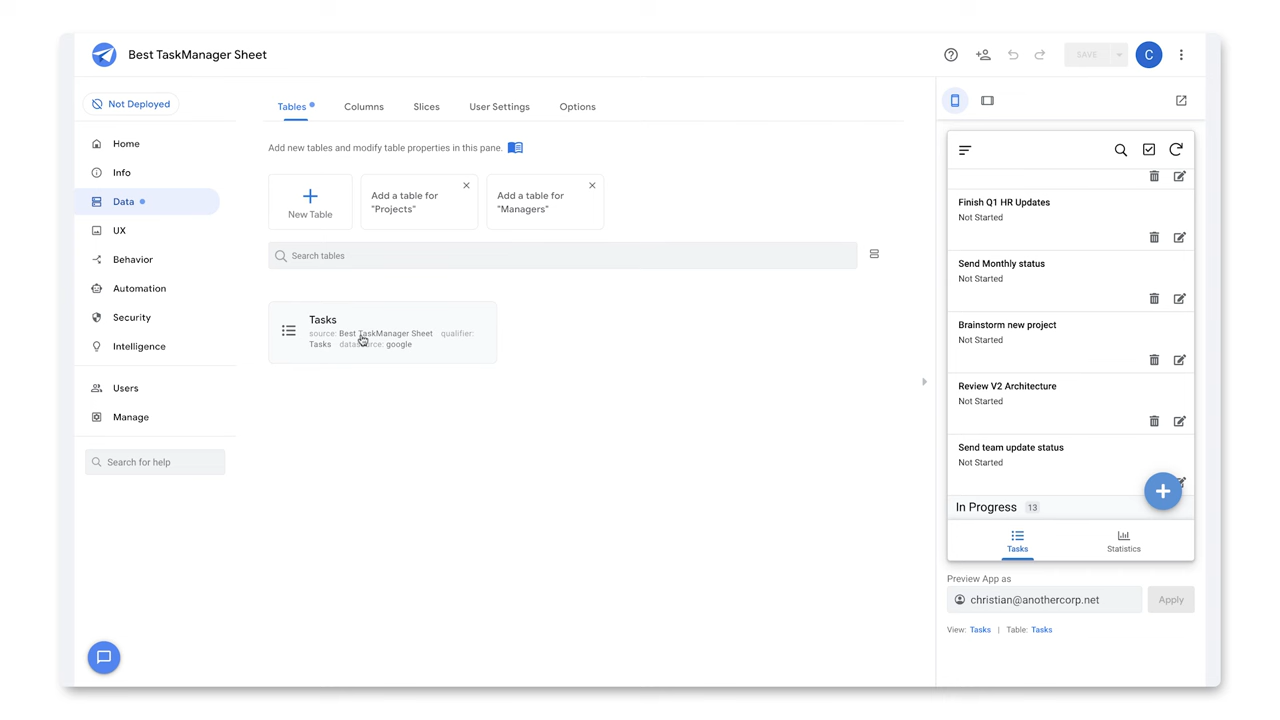 Best TaskManager Sheet
SAVE
C
Not Deployed
Home
Info
Data
UX
Behavior
Automation
Security
Intelligence
Users
Manage
Search for help
Tables
Columns
Slices
User Settings
Options
Add new tables and modify table properties in this pane.
New Table
Add a table for
"Projects"
Add a table for
"Managers"
Search tables
Tasks
source: Best TaskManager Sheet qualifier:
Tasks datasource: google
Finish Q1 HR Updates
Not Started
Send Monthly status
Not Started
Brainstorm new project
Not Started
Review V2 Architecture
Not Started
Send team update status
Not Started
In Progress 13
Tasks
Statistics
Preview App as
christian@anothercorp.net
Apply
View: Tasks | Table: Tasks